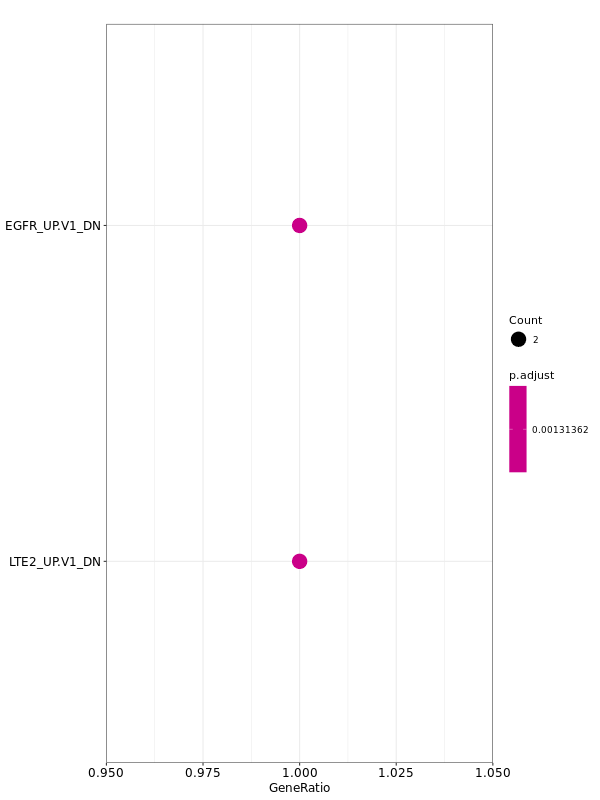 EGFR_UP.V1_DN
LTE2_UP.V1_DN
0.950
0.975
1.000
1.025
1.050
GeneRatio
Count
2
p.adjust
0.00131362